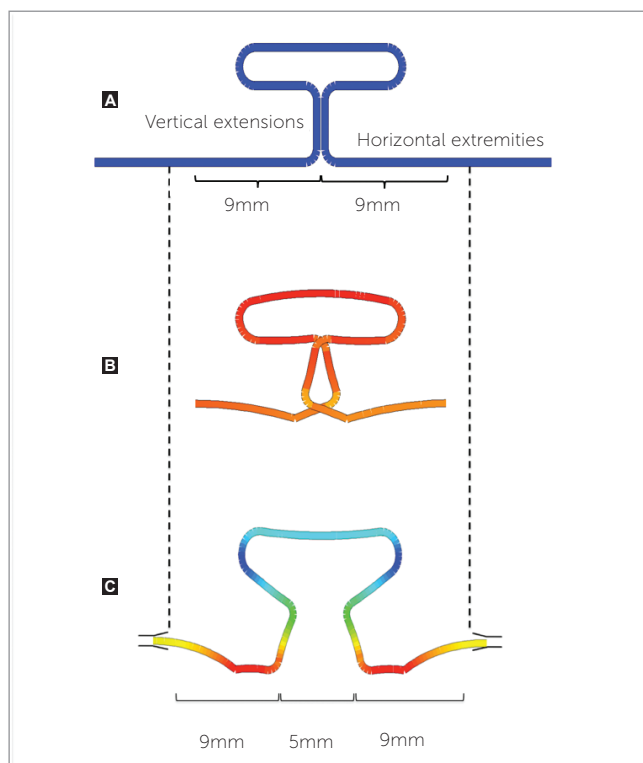 A
Vertical extensions
Horizontal extremities
9mm 9mm
B
C
9mm 5mm 9mm